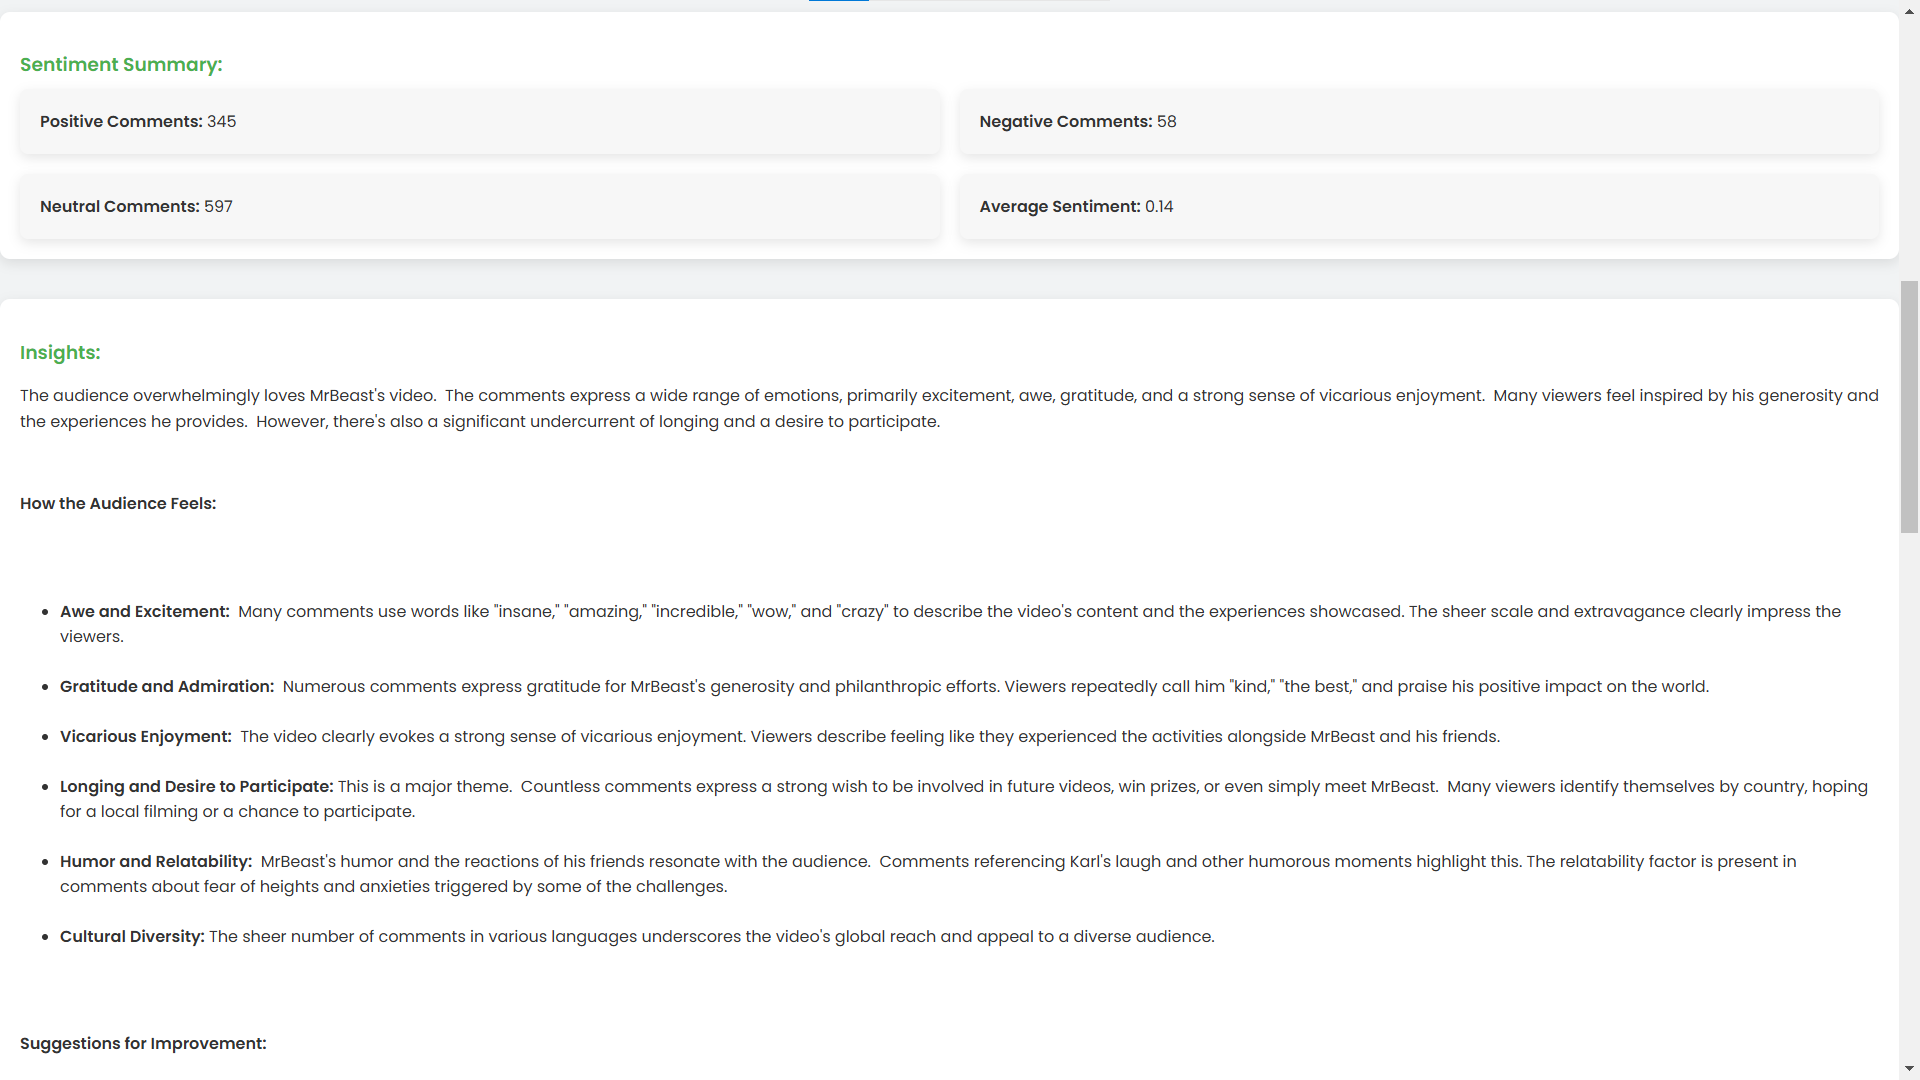 Sentiment Summary:
Positive Comments: 345
Negative Comments: 58
Neutral Comments: 597
Average Sentiment: 0.14
Insights:
The audience overwhelmingly loves MrBeast's video.  The comments express a wide range of emotions, primarily excitement, awe, gratitude, and a strong sense of vicarious enjoyment.  Many viewers feel inspired by his generosity and
the experiences he provides.  However, there's also a significant undercurrent of longing and a desire to participate.
How the Audience Feels:
• Awe and Excitement:  Many comments use words like "insane," "amazing," "incredible," "wow," and "crazy" to describe the video's content and the experiences showcased. The sheer scale and extravagance clearly impress the
viewers.
• Gratitude and Admiration:  Numerous comments express gratitude for MrBeast's generosity and philanthropic efforts. Viewers repeatedly call him "kind," "the best," and praise his positive impact on the world.
• Vicarious Enjoyment:  The video clearly evokes a strong sense of vicarious enjoyment. Viewers describe feeling like they experienced the activities alongside MrBeast and his friends.
• Longing and Desire to Participate: This is a major theme.  Countless comments express a strong wish to be involved in future videos, win prizes, or even simply meet MrBeast.  Many viewers identify themselves by country, hoping
for a local filming or a chance to participate.
• Humor and Relatability:  MrBeast's humor and the reactions of his friends resonate with the audience.  Comments referencing Karl's laugh and other humorous moments highlight this. The relatability factor is present in
comments about fear of heights and anxieties triggered by some of the challenges.
• Cultural Diversity: The sheer number of comments in various languages underscores the video's global reach and appeal to a diverse audience.
Suggestions for Improvement: